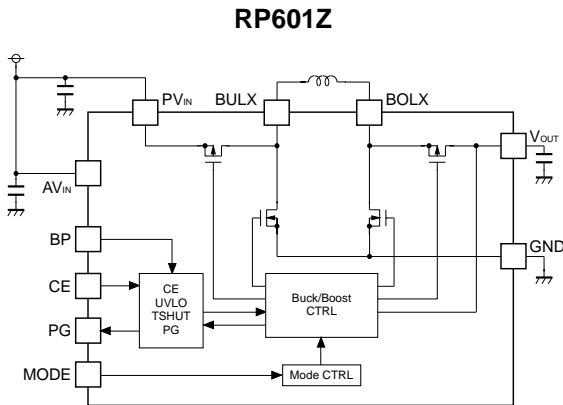 RP601Z
PVIN
BULX
BOLX
VOUT
AVIN
BP
GND
CE
CE
UVLO
TSHUT
PG
Buck/Boost
CTRL
PG
MODE
Mode CTRL